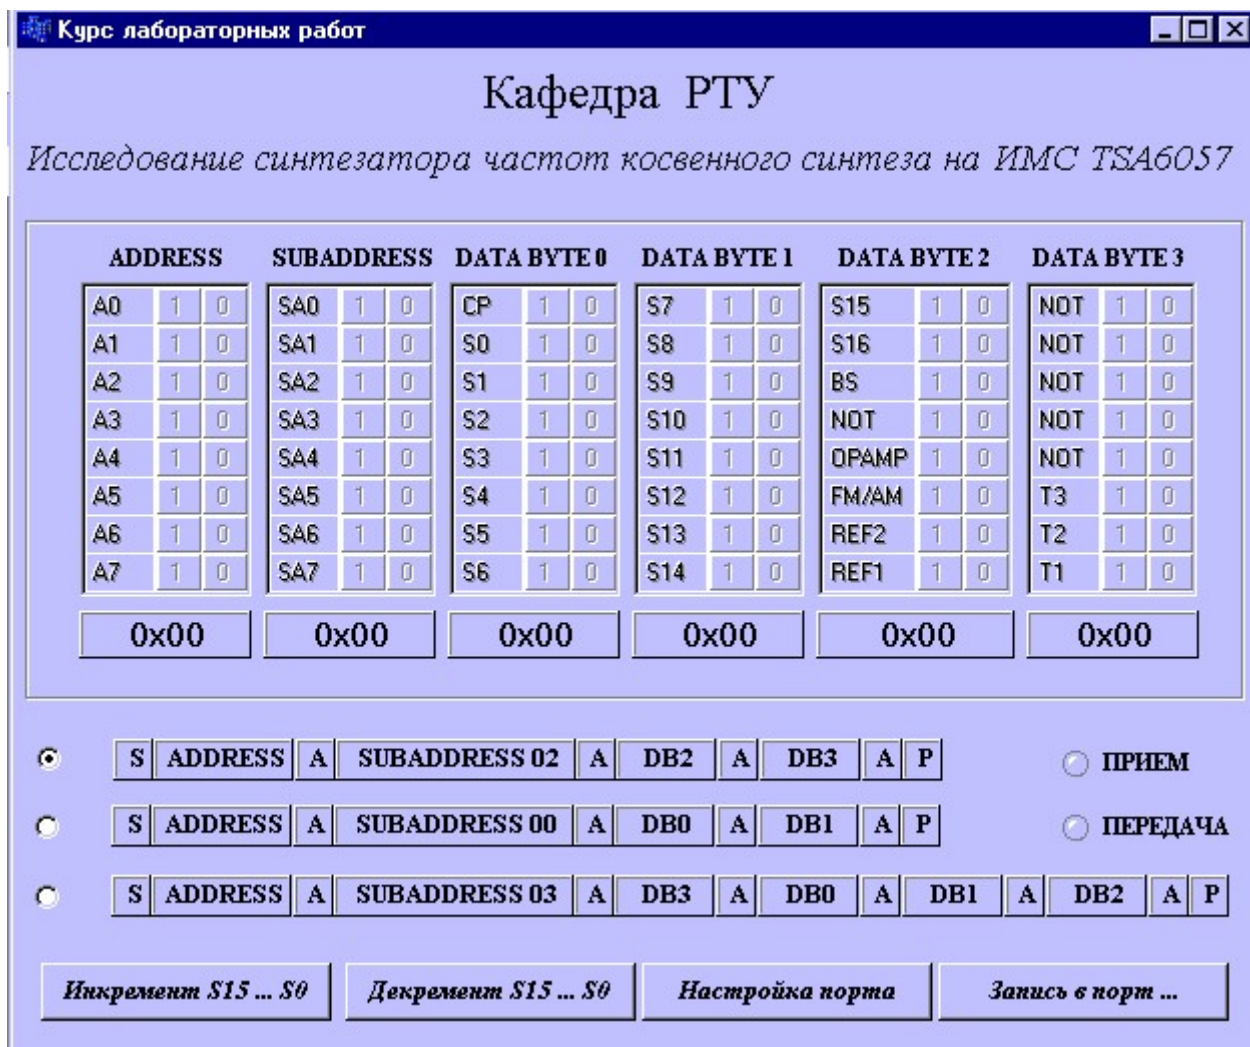 Курс лабораторных работ
Кафедра РТУ
Исследование синтезатора частот косвенного синтеза на ИМС TSA6057
ADDRESS SUBADDRESS DATA BYTE 0 DATA BYTE 1 DATA BYTE 2 DATA BYTE 3
A0 1 0 SA0 1 0 CP 1 0 S7 1 0 S15 1 0 NOT 1 0
A1 1 0 SA1 1 0 S0 1 0 S8 1 0 S16 1 0 NOT 1 0
A2 1 0 SA2 1 0 S1 1 0 S9 1 0 BS 1 0 NOT 1 0
A3 1 0 SA3 1 0 S2 1 0 S10 1 0 NOT 1 0 NOT 1 0
A4 1 0 SA4 1 0 S3 1 0 S11 1 0 OPAMP 1 0 NOT 1 0
A5 1 0 SA5 1 0 S4 1 0 S12 1 0 FM/AM 1 0 T3 1 0
A6 1 0 SA6 1 0 S5 1 0 S13 1 0 REF2 1 0 T2 1 0
A7 1 0 SA7 1 0 S6 1 0 S14 1 0 REF1 1 0 T1 1 0
0x00 0x00 0x00 0x00 0x00 0x00
S ADDRESS A SUBADDRESS 02 A DB2 A DB3 A P ПРИЕМ
S ADDRESS A SUBADDRESS 00 A DB0 A DB1 A P ПЕРЕДАЧА
S ADDRESS A SUBADDRESS 03 A DB3 A DB0 A DB1 A DB2 A P
Инкремент S15 ... S0 Декремент S15 ... S0 Настройка порта Запись в порт ...